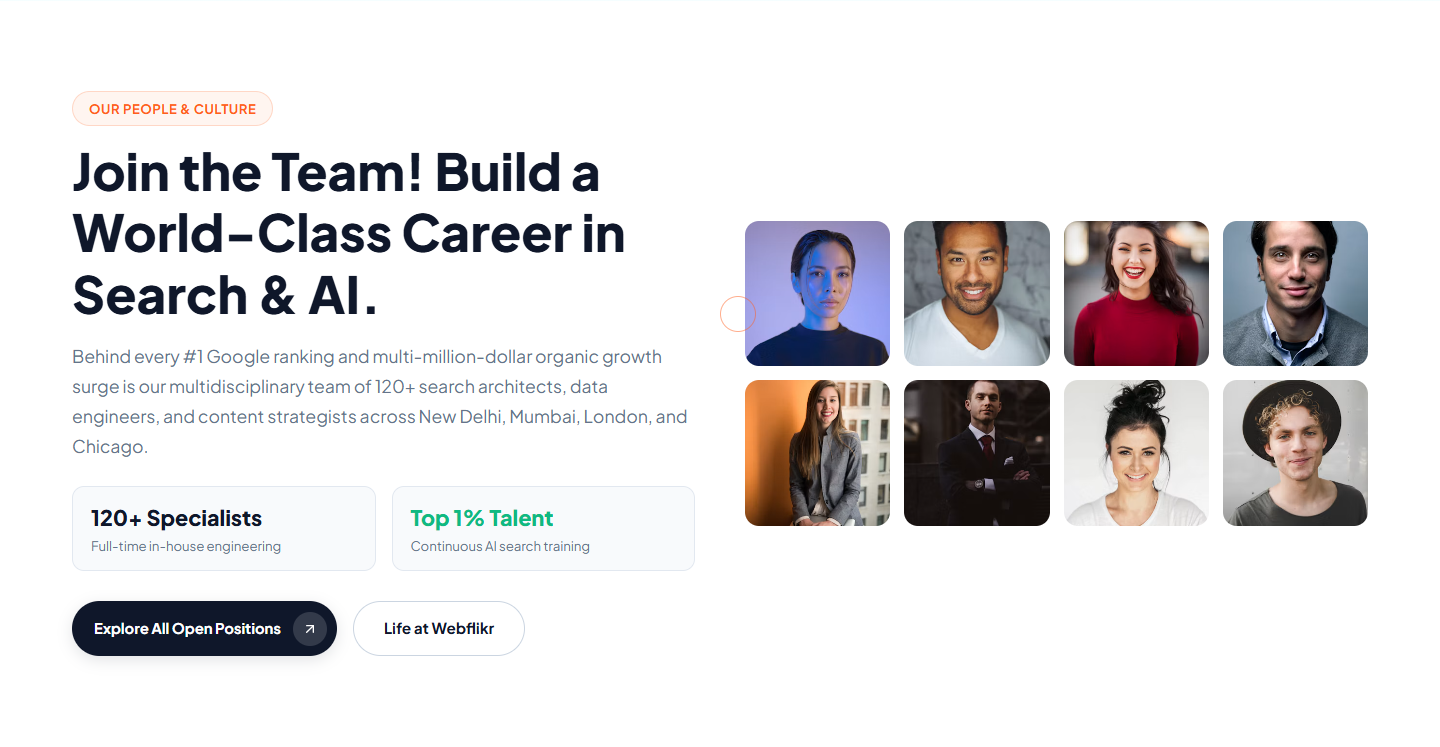 OUR PEOPLE & CULTURE
Join the Team! Build a
World-Class Career in
Search & AI.
Behind every #1 Google ranking and multi-million-dollar organic growth
surge is our multidisciplinary team of 120+ search architects, data
engineers, and content strategists across New Delhi, Mumbai, London, and
Chicago.
120+ Specialists
Full-time in-house engineering
Top 1% Talent
Continuous AI search training
Explore All Open Positions
Life at Webflikr